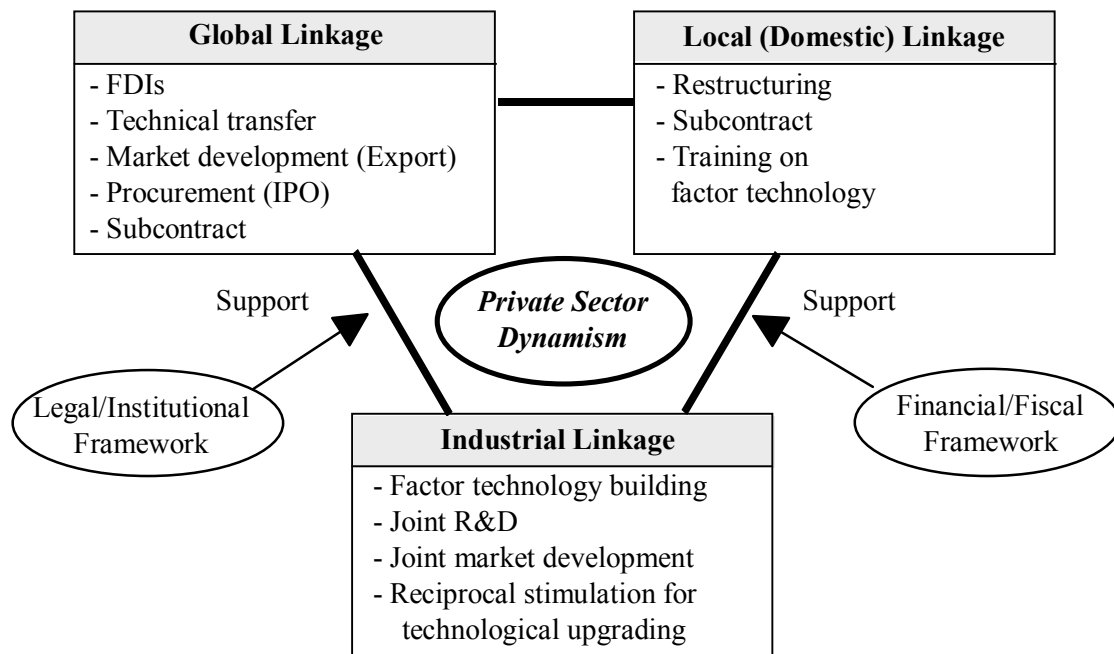 Global Linkage
- FDIs
- Technical transfer
- Market development (Export)
- Procurement (IPO)
- Subcontract
Local (Domestic) Linkage
- Restructuring
- Subcontract
- Training on
factor technology
Support
Private Sector
Dynamism
Support
Legal/Institutional
Framework
Financial/Fiscal
Framework
Industrial Linkage
- Factor technology building
- Joint R&D
- Joint market development
- Reciprocal stimulation for
technological upgrading